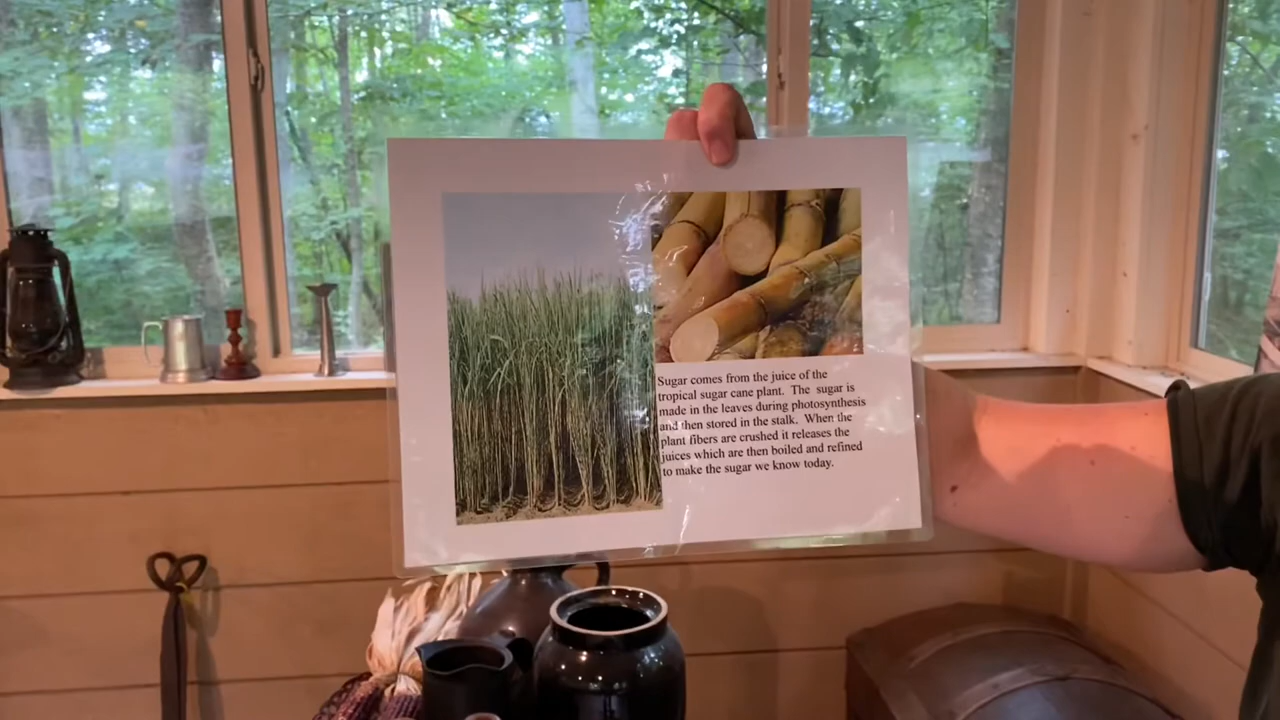 Sugar comes from the juice of the
tropical sugar cane plant.  The  sugar is
made in the leaves during photosynthesis
and then stored in the stalk.  When the
plant fibers are crushed it releases the
juices which are then boiled and refined
to make the sugar we know today.